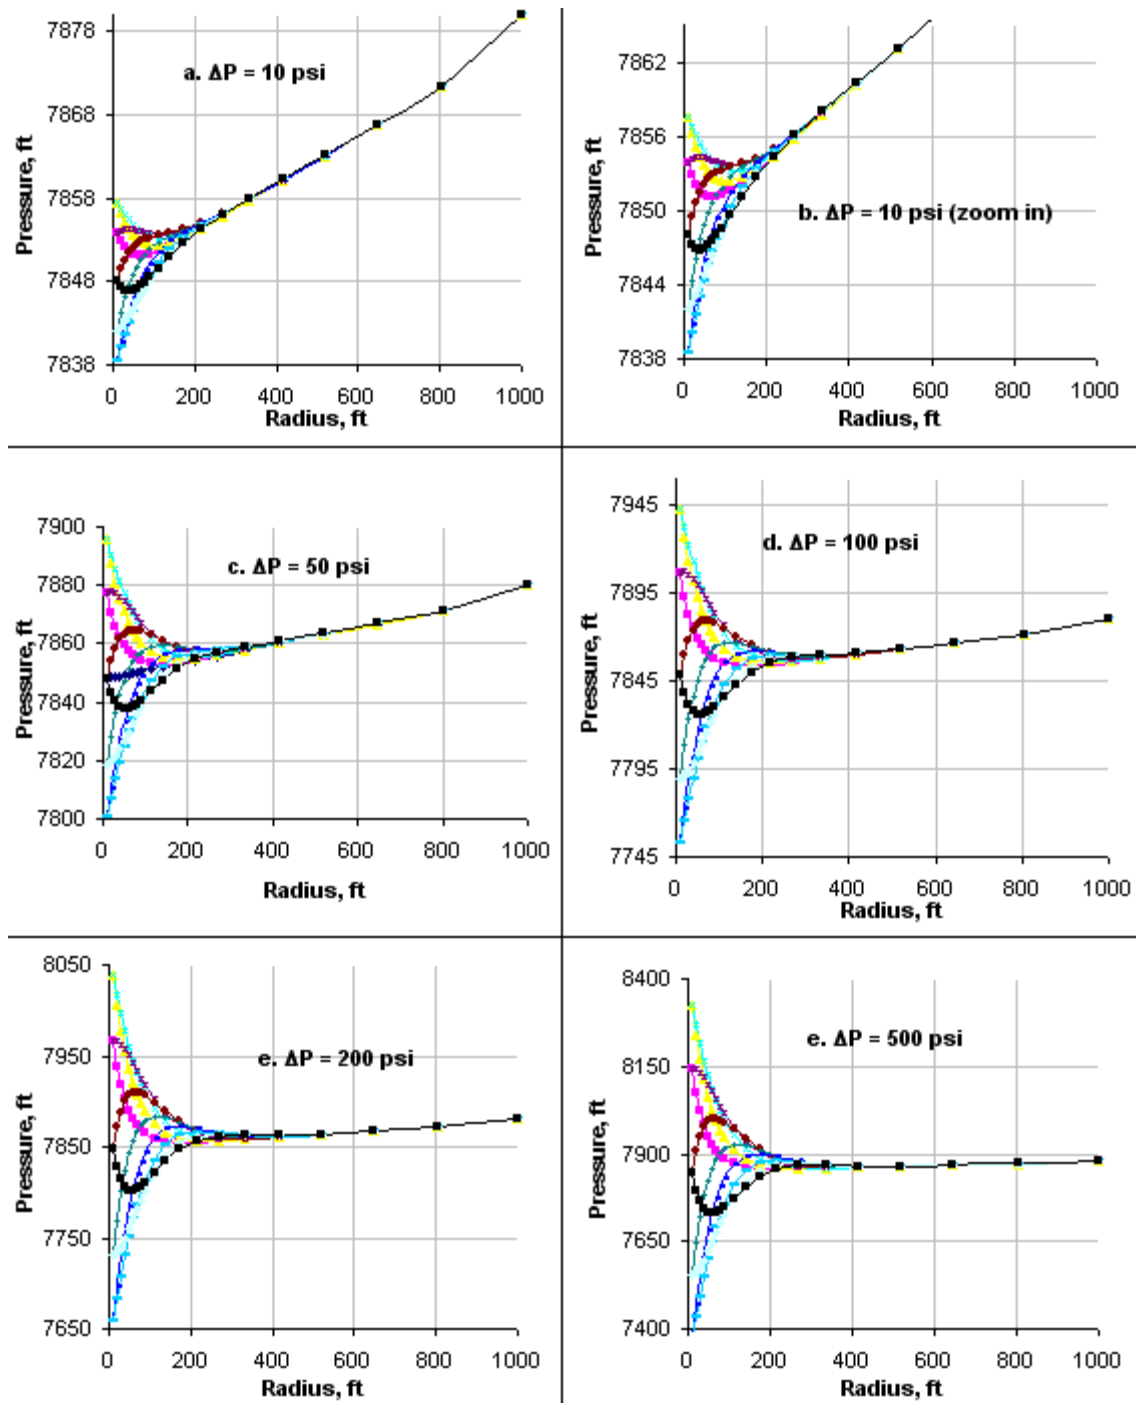 7878
7868
7858
7848
7838
Pressure, ft
a. ΔP = 10 psi
0 200 400 600 800 1000
Radius, ft
7862
7856
7850
7844
7838
Pressure, ft
b. ΔP = 10 psi (zoom in)
0 200 400 600 800 1000
Radius, ft
7900
7880
7860
7840
7820
7800
Pressure, ft
c. ΔP = 50 psi
0 200 400 600 800 1000
Radius, ft
7945
7895
7845
7795
7745
Pressure, ft
d. ΔP = 100 psi
0 200 400 600 800 1000
Radius, ft
8050
7950
7850
7750
7650
Pressure, ft
e. ΔP = 200 psi
0 200 400 600 800 1000
Radius, ft
8400
8150
7900
7650
7400
Pressure, ft
e. ΔP = 500 psi
0 200 400 600 800 1000
Radius, ft